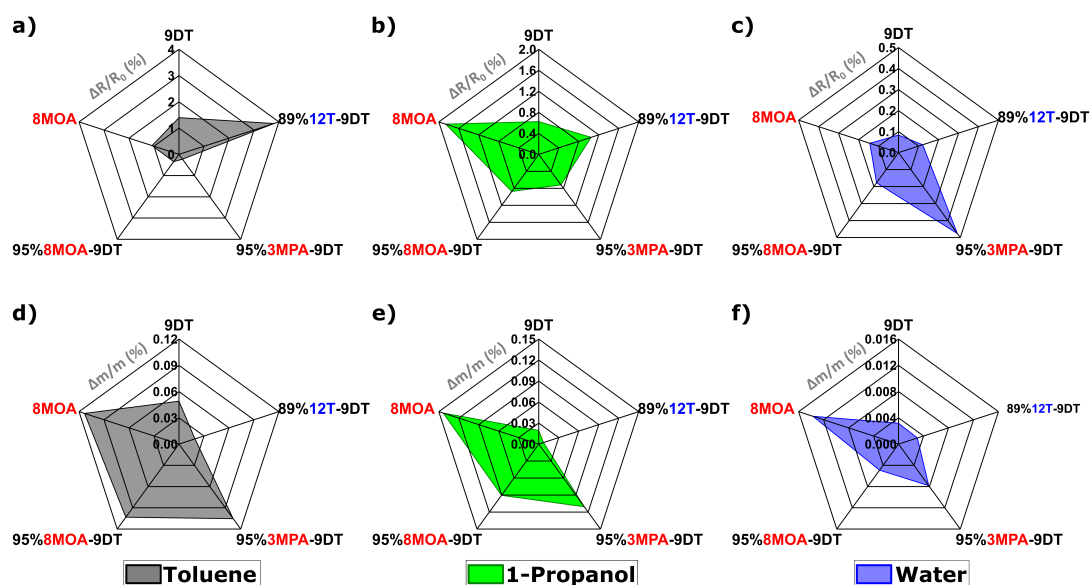 a)
9DT
4
3
2
1
0
ΔR/R₀ (%)
8MOA
89%12T-9DT
95%8MOA-9DT
95%3MPA-9DT
b)
9DT
2.0
1.6
1.2
0.8
0.4
0.0
ΔR/R₀ (%)
8MOA
89%12T-9DT
95%8MOA-9DT
95%3MPA-9DT
c)
9DT
0.5
0.4
0.3
0.2
0.1
0.0
ΔR/R₀ (%)
8MOA
89%12T-9DT
95%8MOA-9DT
95%3MPA-9DT
d)
9DT
0.12
0.09
0.06
0.03
0.00
Δm/m (%)
8MOA
89%12T-9DT
95%8MOA-9DT
95%3MPA-9DT
e)
9DT
0.15
0.12
0.09
0.06
0.03
0.00
Δm/m (%)
8MOA
89%12T-9DT
95%8MOA-9DT
95%3MPA-9DT
f)
9DT
0.016
0.012
0.008
0.004
0.000
Δm/m (%)
8MOA
89%12T-9DT
95%8MOA-9DT
95%3MPA-9DT
Toluene
1-Propanol
Water